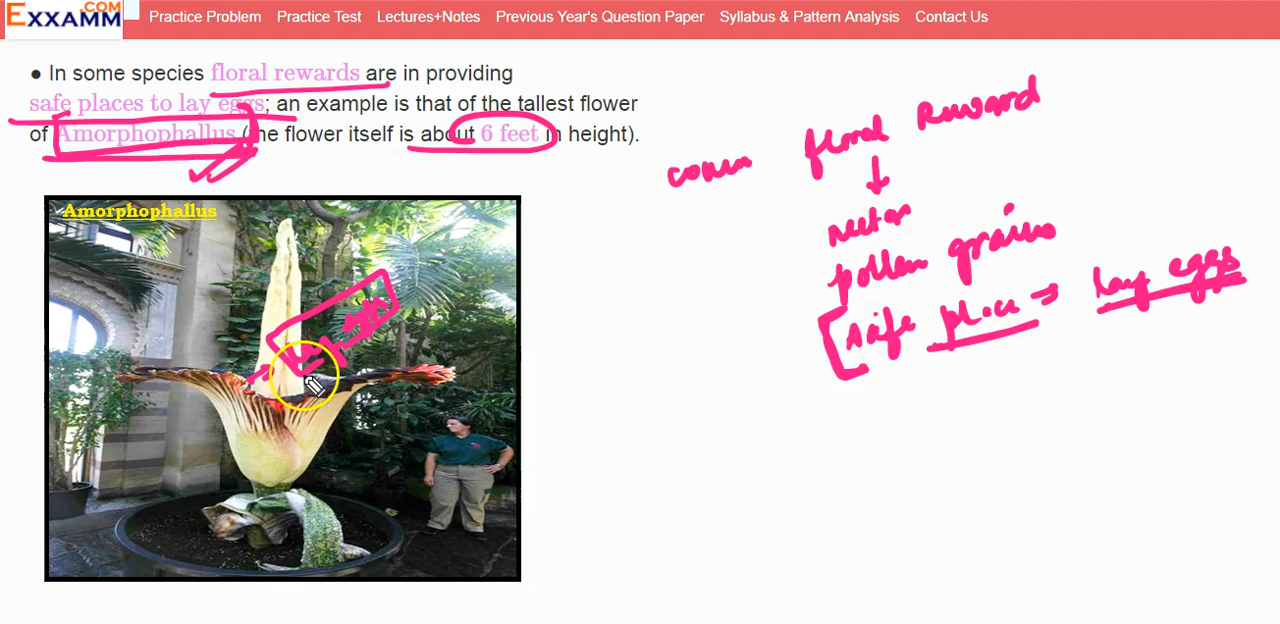 EXXAMM.COM
Practice Problem Practice Test Lectures+Notes Previous Year's Question Paper Syllabus & Pattern Analysis Contact Us
● In some species floral rewards are in providing
safe places to lay eggs; an example is that of the tallest flower
of Amorphophallus (the flower itself is about 6 feet in height).
Amorphophallus
floral Reward
nectar
pollen grains
safe place → lay eggs
lay eggs